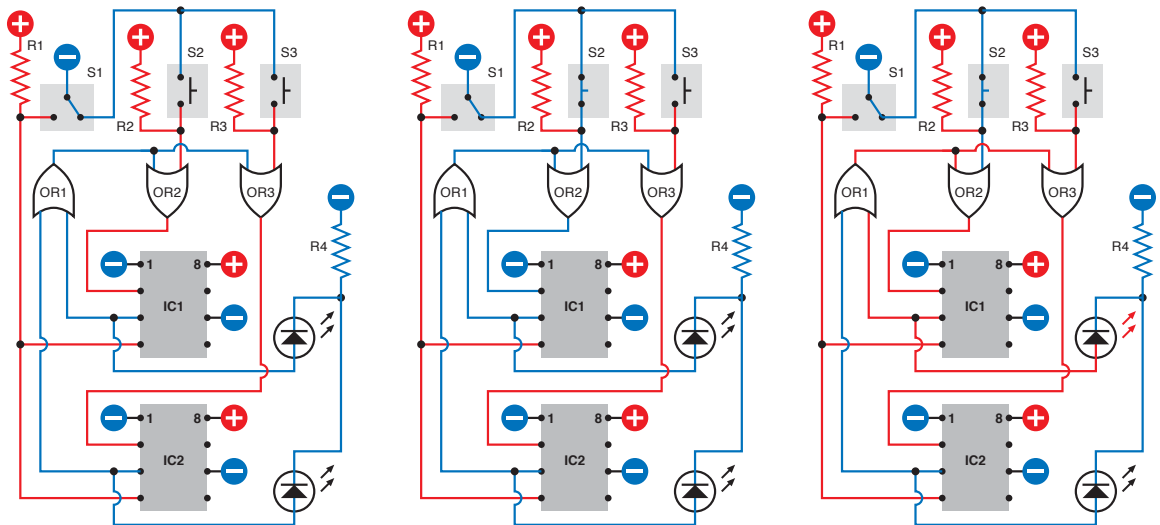 R1
S1
S2
S3
R2
R3
OR1
OR2
OR3
R4
1
8
IC1
1
8
IC2
R1
S1
S2
S3
R2
R3
OR1
OR2
OR3
R4
1
8
IC1
1
8
IC2
R1
S1
S2
S3
R2
R3
OR1
OR2
OR3
R4
1
8
IC1
1
8
IC2